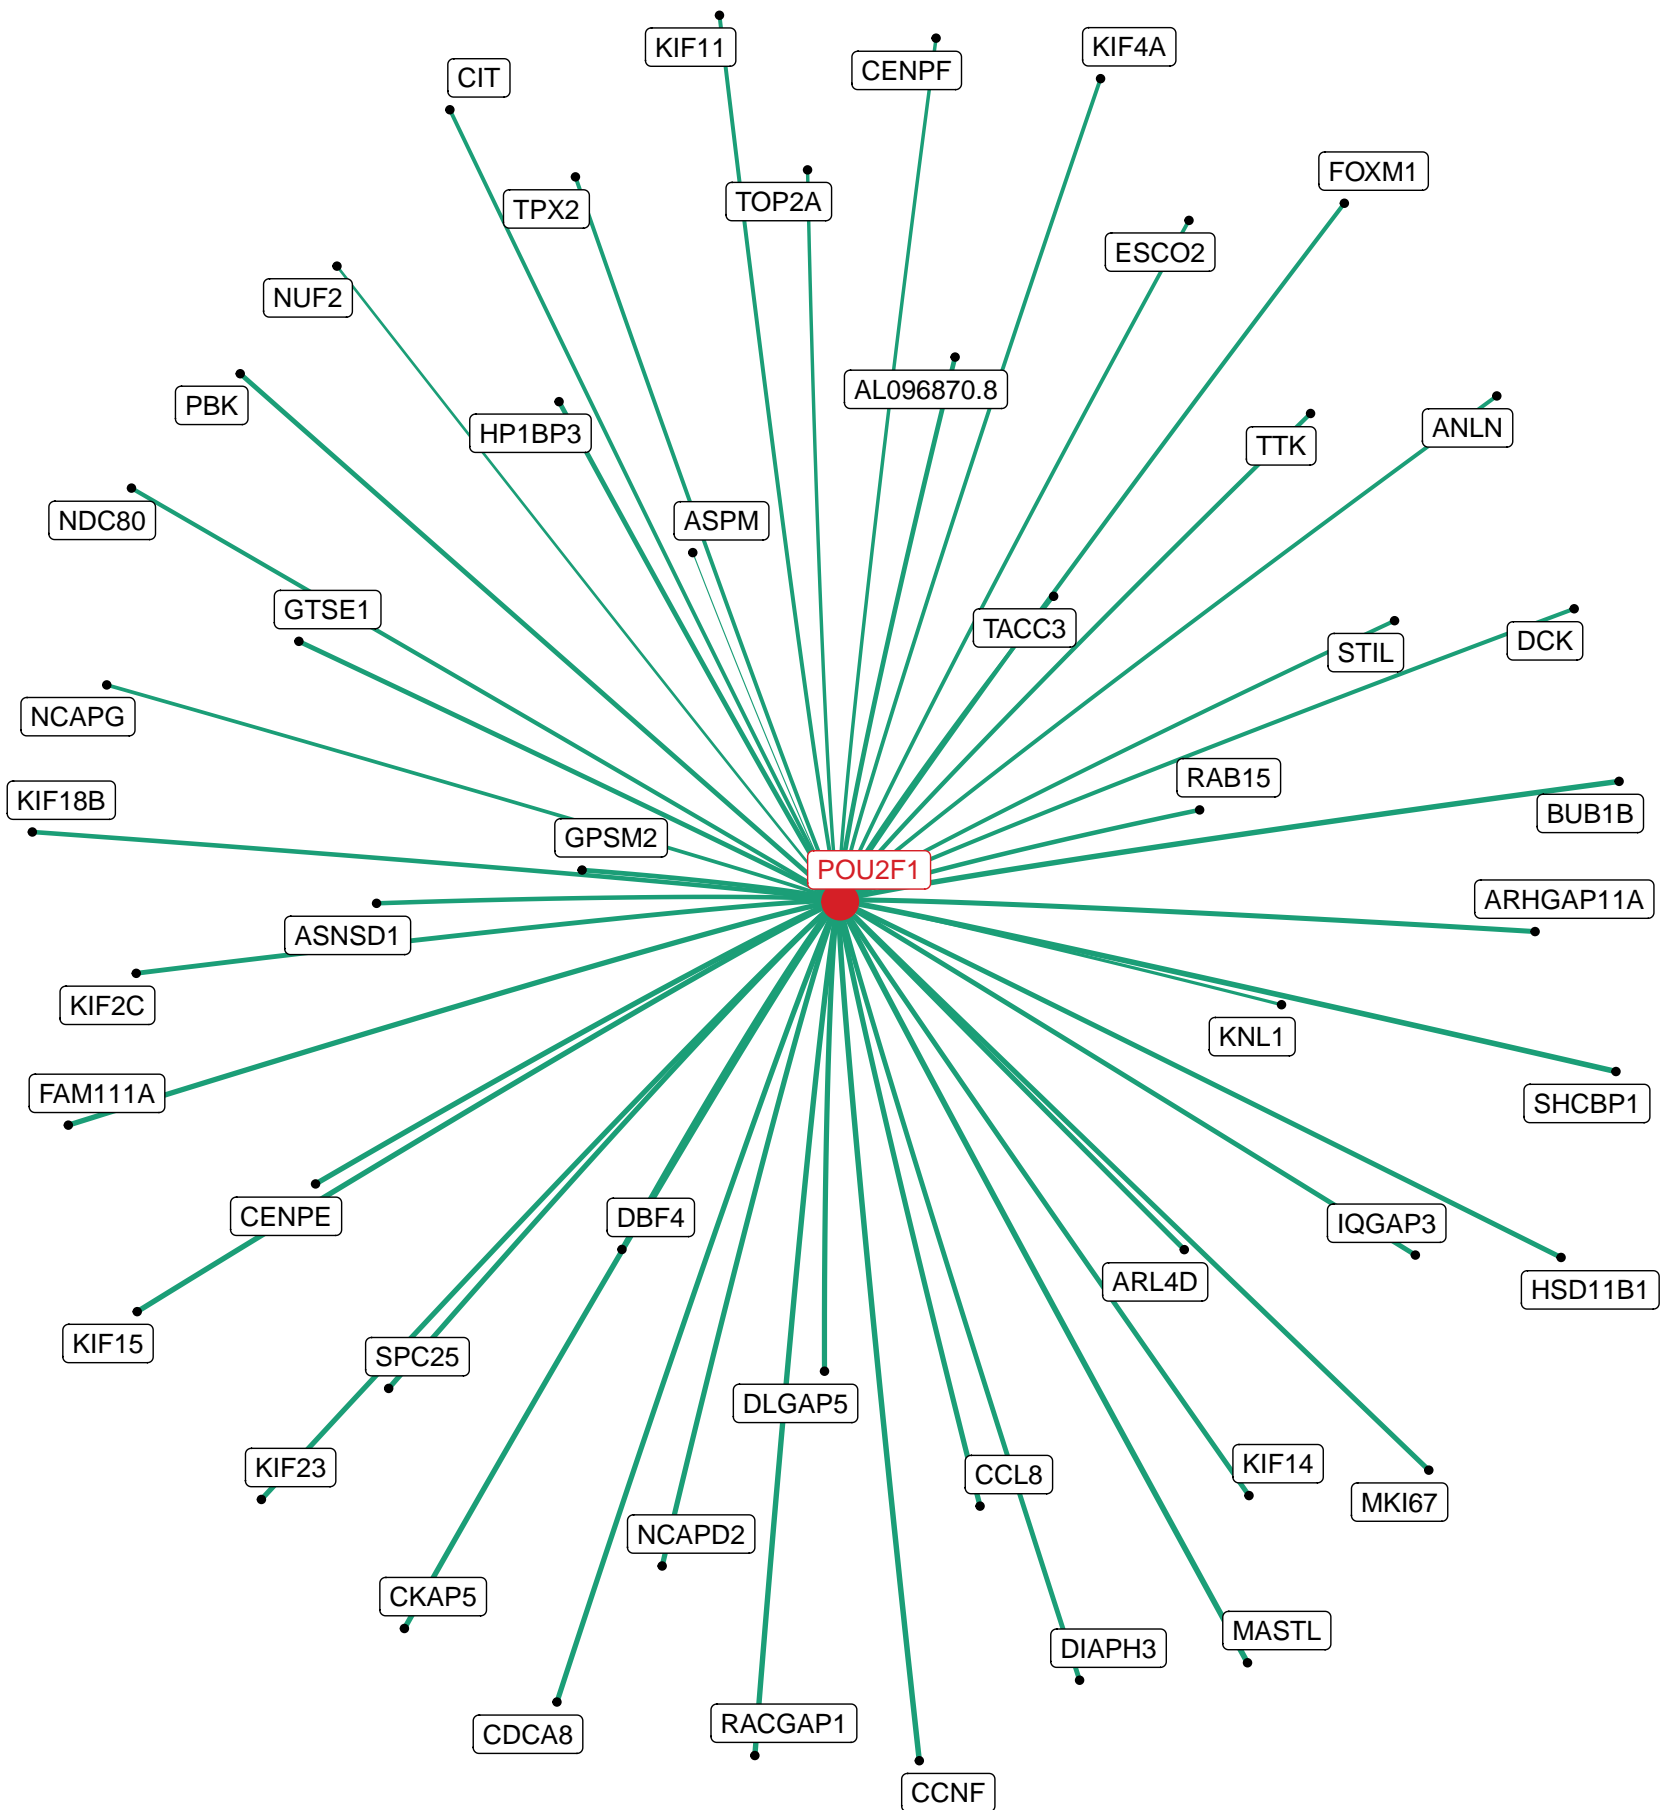 KIF11
KIF4A
CENPF
CIT
FOXM1
TOP2A
TPX2
ESCO2
NUF2
AL096870.8
PBK
ANLN
HP1BP3
TTK
NDC80
ASPM
GTSE1
TACC3
DCK
STIL
NCAPG
RAB15
KIF18B
BUB1B
GPSM2
POU2F1
ARHGAP11A
ASNSD1
KIF2C
KNL1
FAM111A
SHCBP1
CENPE
DBF4
IQGAP3
ARL4D
HSD11B1
KIF15
SPC25
DLGAP5
KIF14
KIF23
CCL8
MKI67
NCAPD2
CKAP5
MASTL
DIAPH3
RACGAP1
CDCA8
CCNF